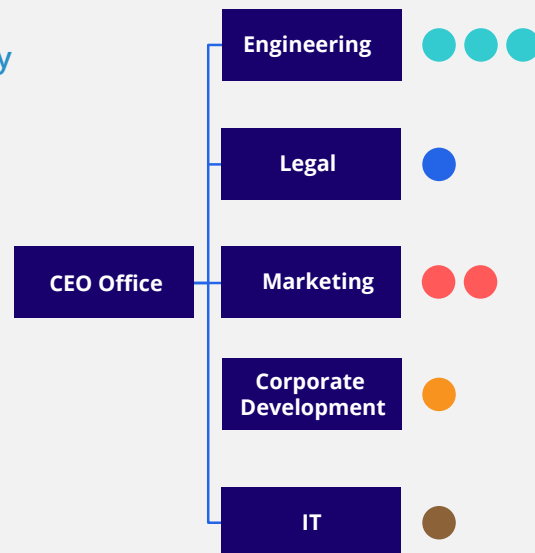 y
Engineering
Legal
CEO Office
Marketing
Corporate
Development
IT